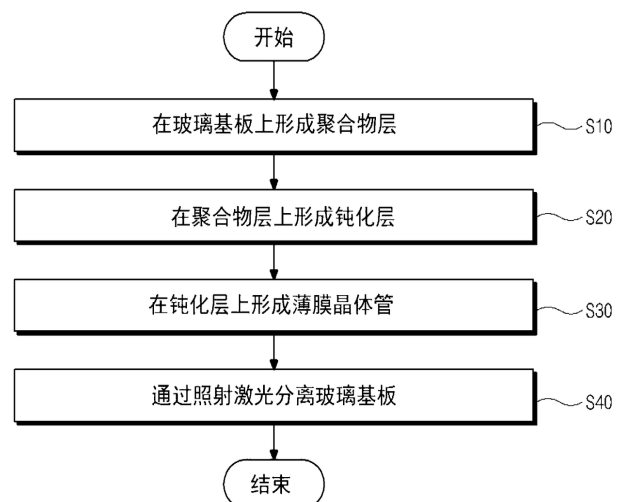 开始
在玻璃基板上形成聚合物层
S10
在聚合物层上形成钝化层
S20
在钝化层上形成薄膜晶体管
S30
通过照射激光分离玻璃基板
S40
结束